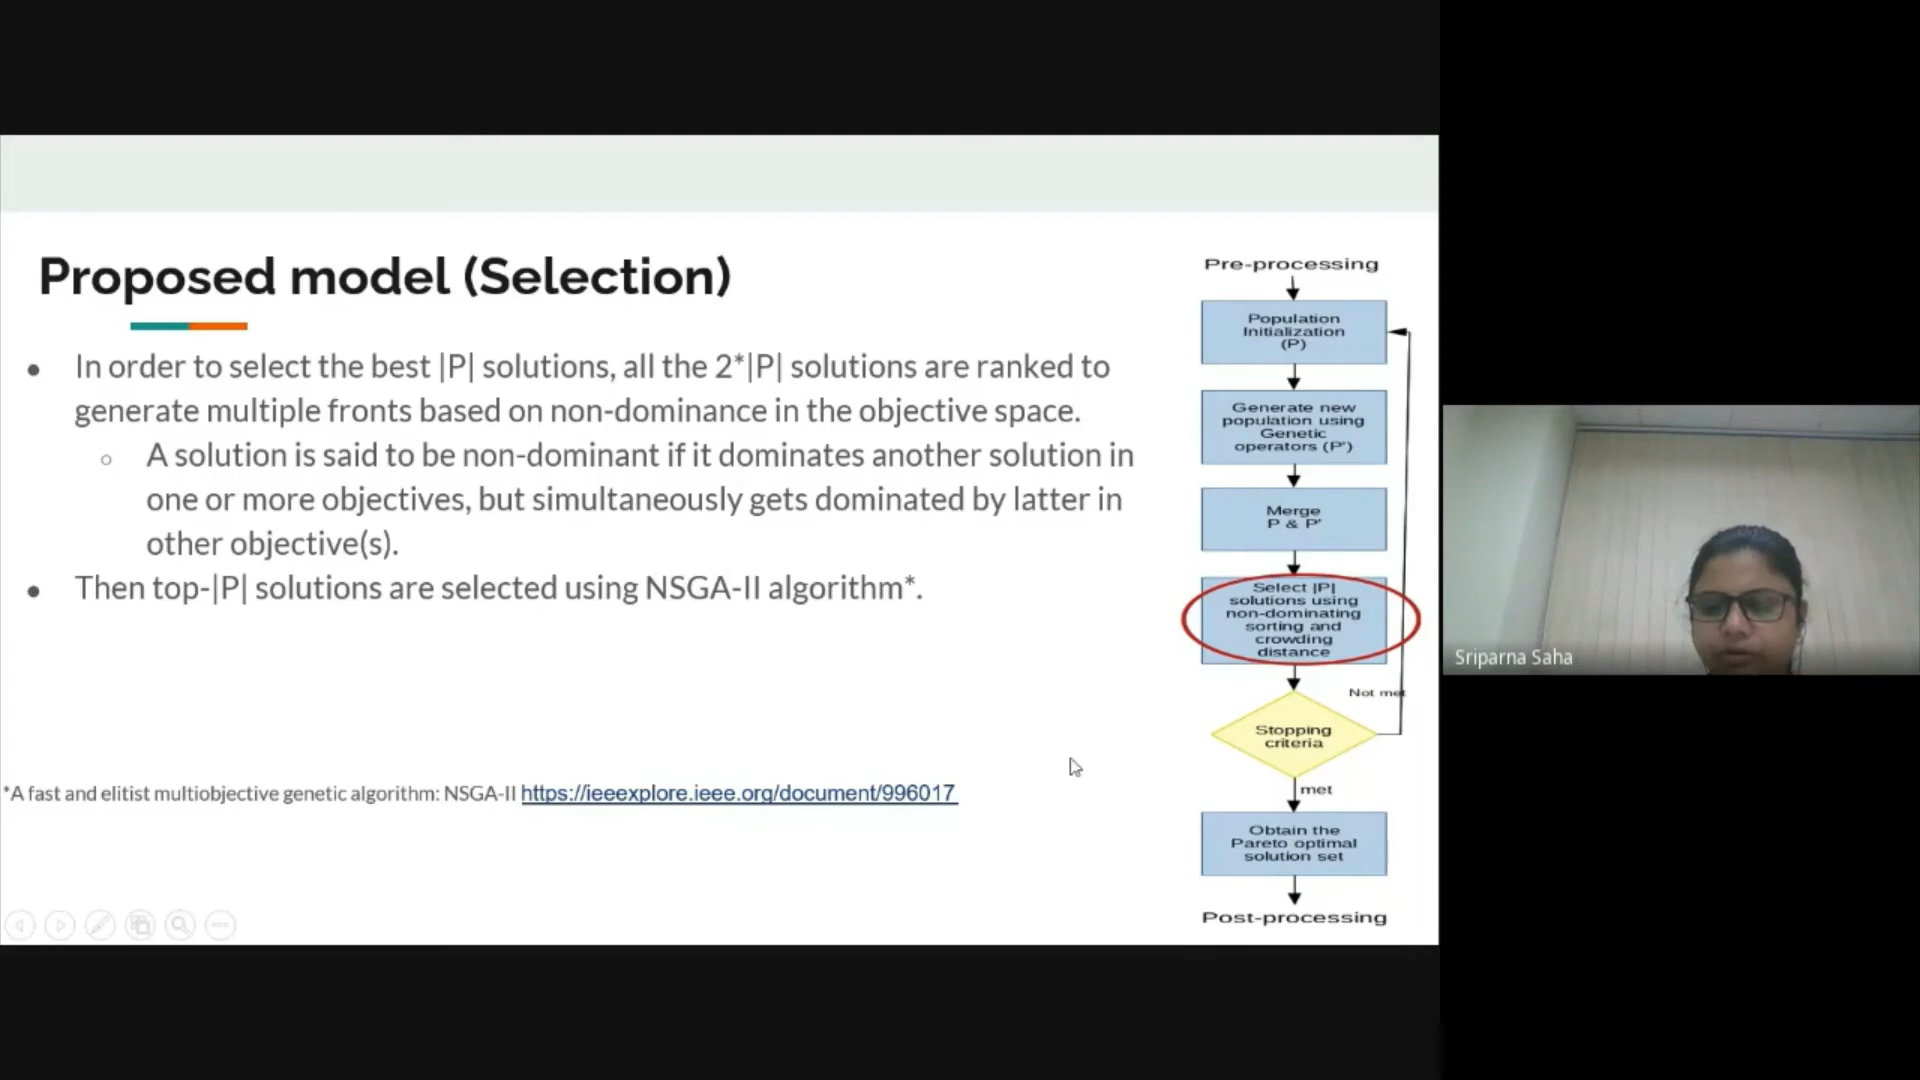 Proposed model (Selection)
● In order to select the best |P| solutions, all the 2*|P| solutions are ranked to
generate multiple fronts based on non-dominance in the objective space.
○ A solution is said to be non-dominant if it dominates another solution in
one or more objectives, but simultaneously gets dominated by latter in
other objective(s).
● Then top-|P| solutions are selected using NSGA-II algorithm*.
*A fast and elitist multiobjective genetic algorithm: NSGA-II https://ieeexplore.ieee.org/document/996017
Pre-processing
Population
Initialization
(P)
Generate new
population using
Genetic
operators (P')
Merge
P & P'
Select |P|
solutions using
non-dominating
sorting and
crowding
distance
Not met
Stopping
criteria
met
Obtain the
Pareto optimal
solution set
Post-processing
Sriparna Saha